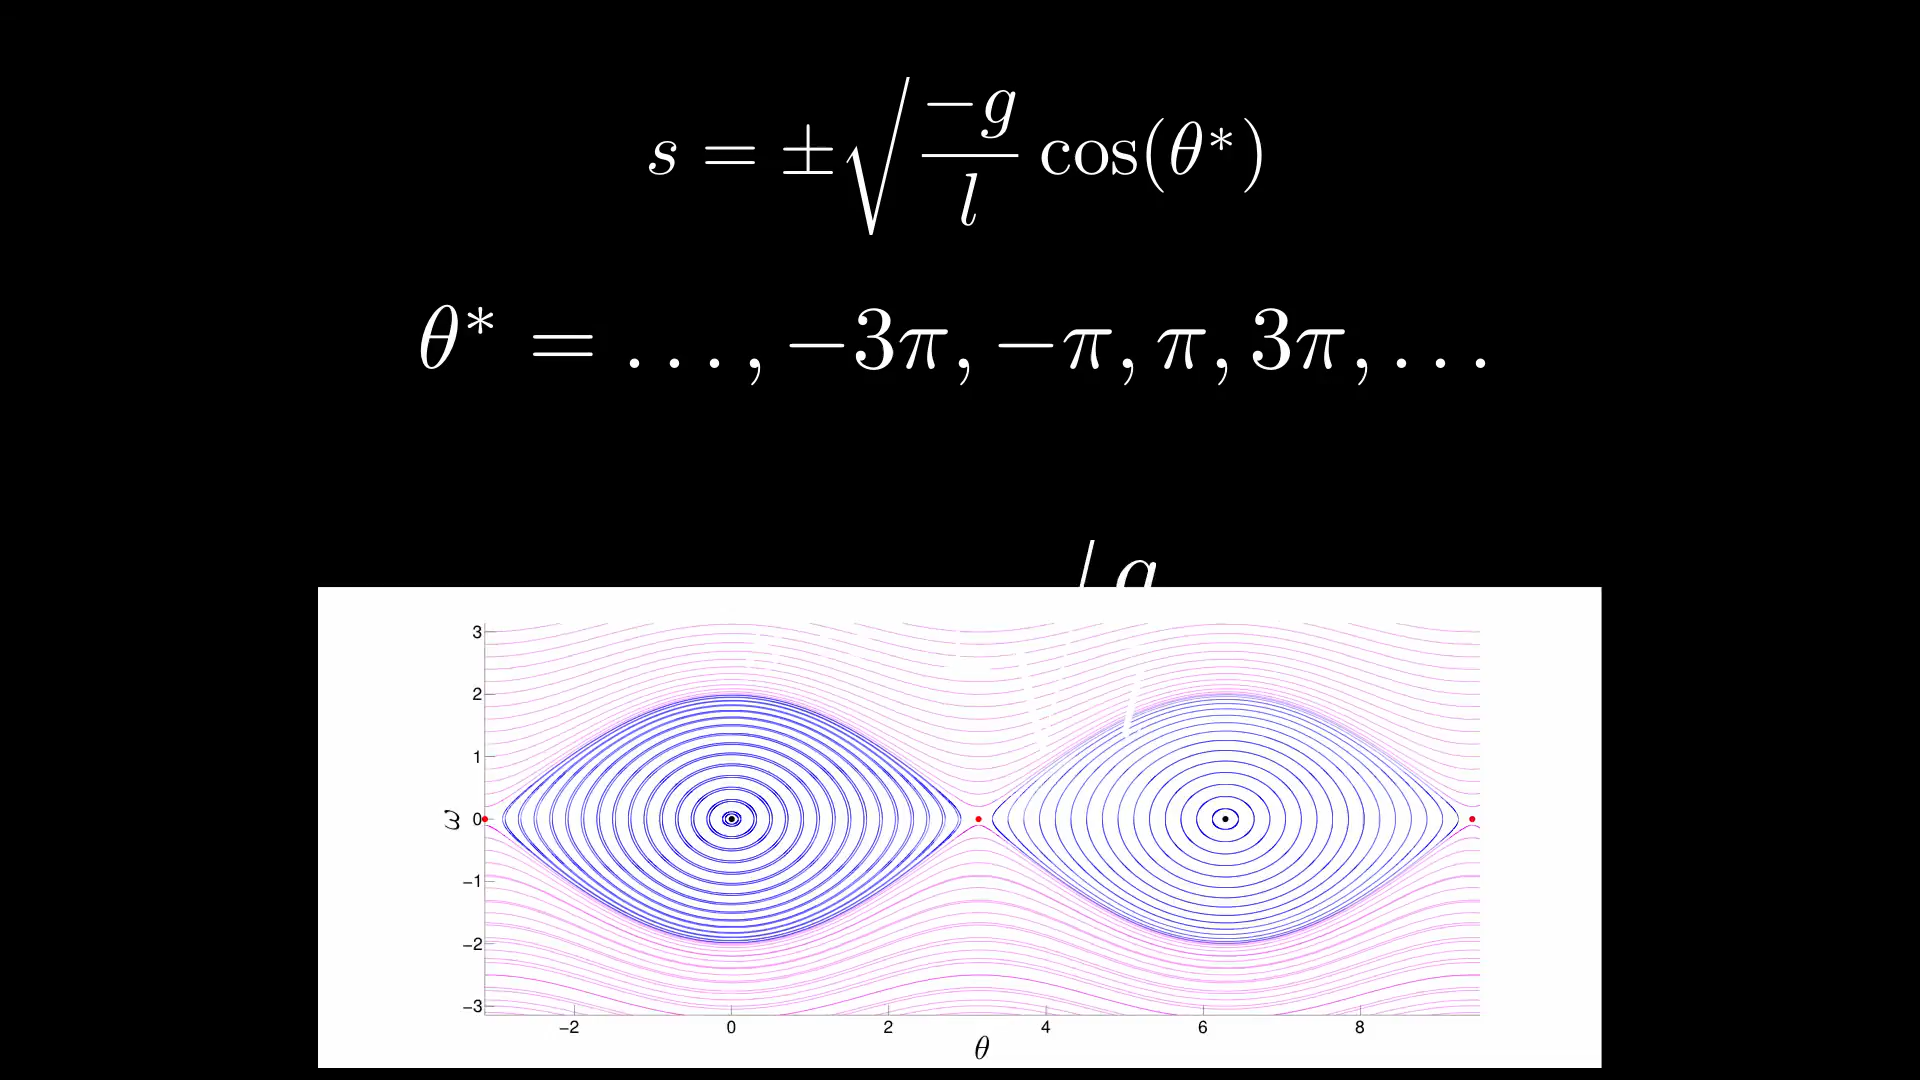 s = ±√(−g/l) cos(θ*)
θ* = …, −3π, −π, π, 3π, …
g
3
2
1
ω 0
−1
−2
−3
−2 0 2 4 6 8
θ